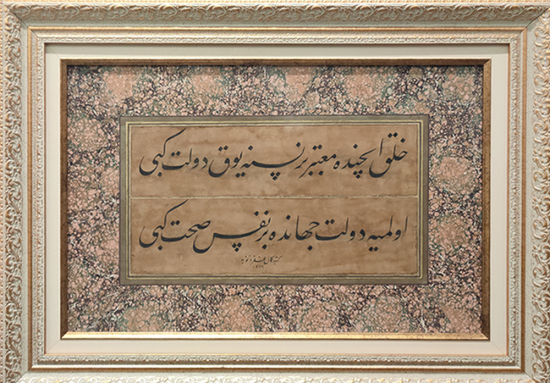 خلق ایچنده معتبر بر نسنه یوق دولت کبی
اولمیه دولت جهانده بر نفس صحت کبی